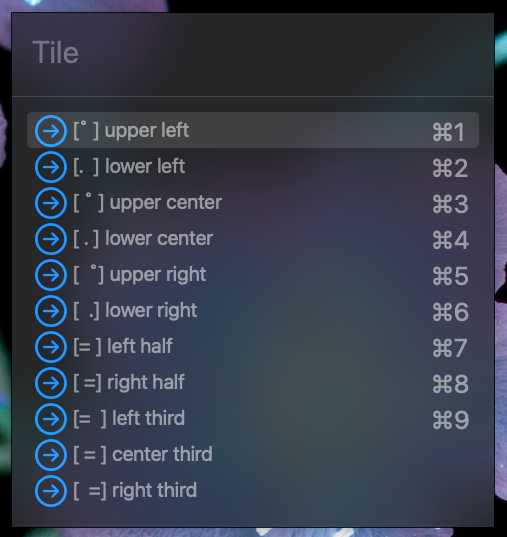 Tile
[˚ ] upper left ⌘1
[. ] lower left ⌘2
[ ˚ ] upper center ⌘3
[ . ] lower center ⌘4
[  ˚] upper right ⌘5
[  .] lower right ⌘6
[= ] left half ⌘7
[ =] right half ⌘8
[=  ] left third ⌘9
[ = ] center third
[  =] right third